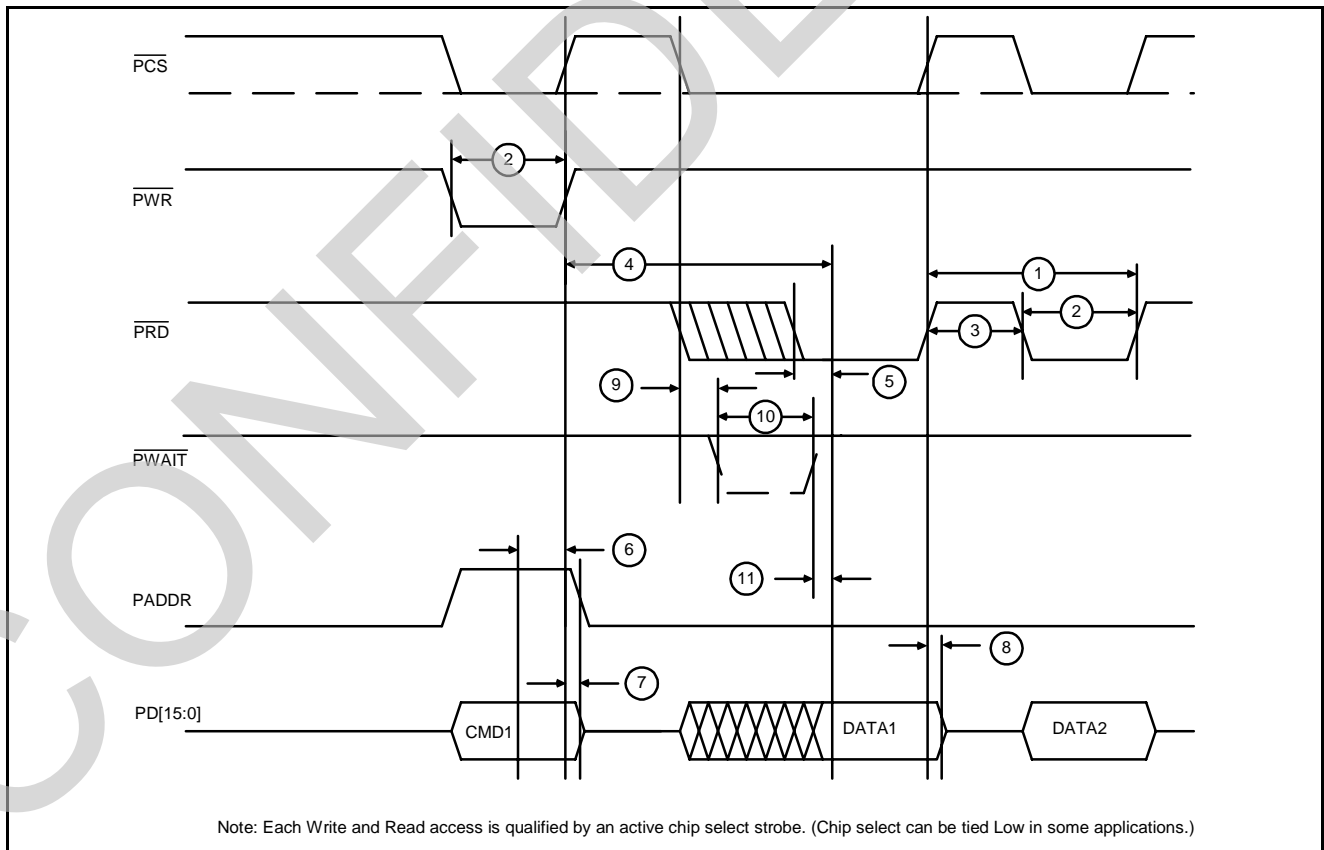 PCS
2
PWR
4
1
PRD
3
2
9
5
10
PWAIT
6
11
PADDR
8
7
PD[15:0]
CMD1
DATA1
DATA2
Note: Each Write and Read access is qualified by an active chip select strobe. (Chip select can be tied Low in some applications.)
CONFIDE